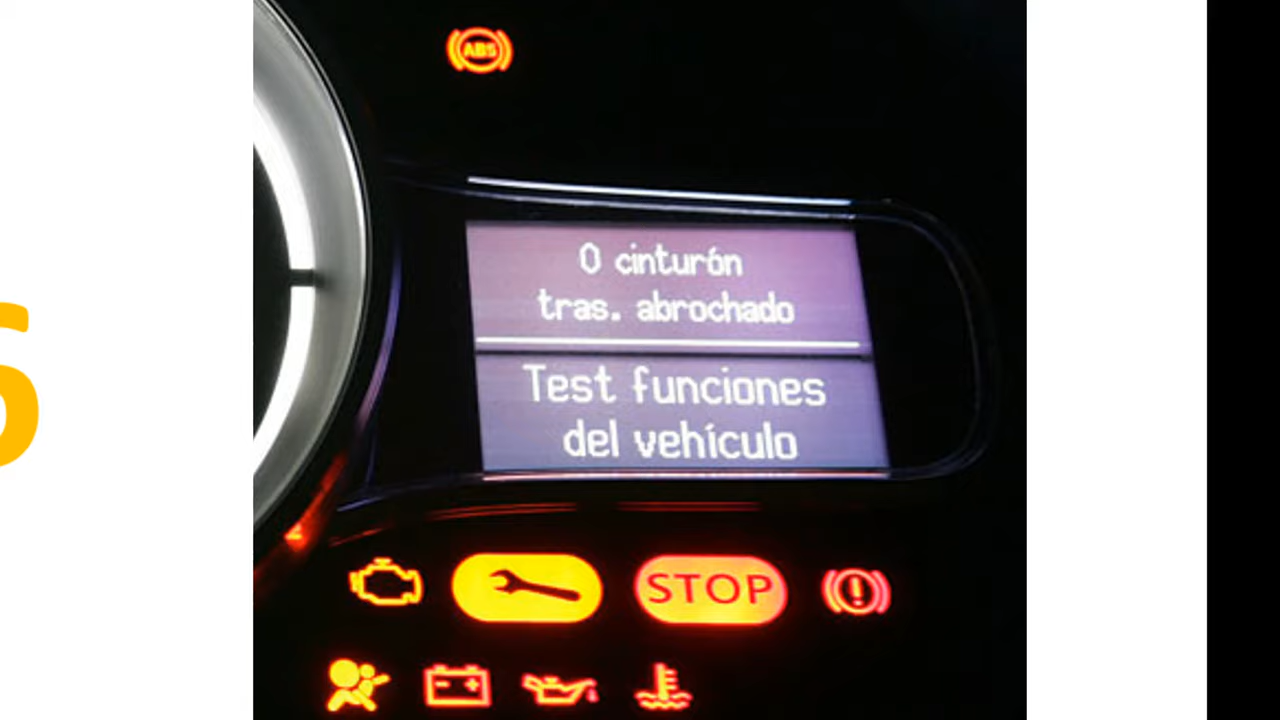 ABS
0 cinturón
tras. abrochado
Test funciones
del vehículo
STOP